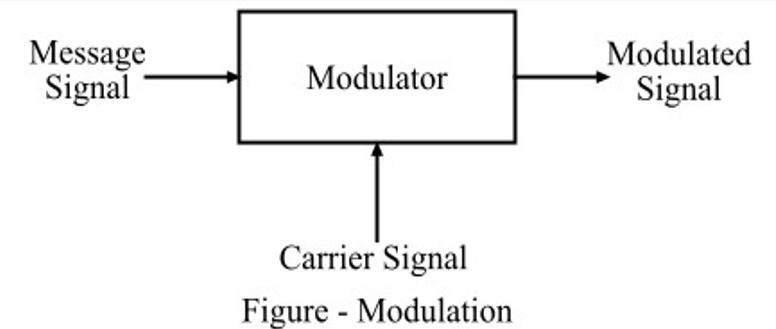 Message
Signal
Modulator
Modulated
Signal
Carrier Signal
Figure - Modulation